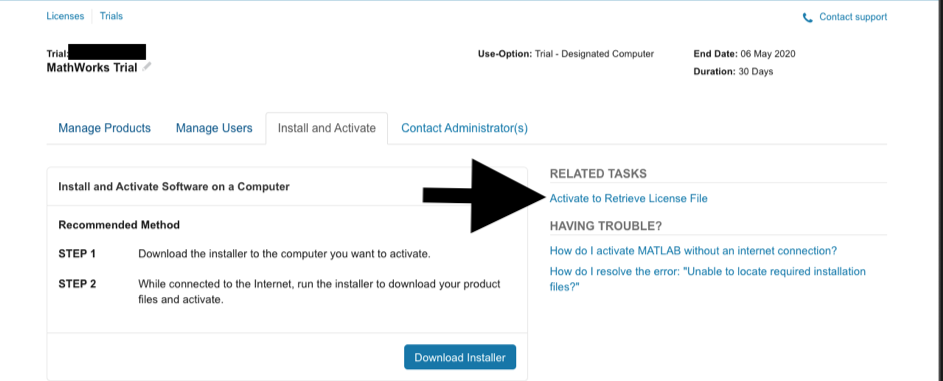 Licenses Trials Contact support
Trial:
MathWorks Trial
Use-Option: Trial - Designated Computer
End Date: 06 May 2020
Duration: 30 Days
Manage Products Manage Users Install and Activate Contact Administrator(s)
Install and Activate Software on a Computer
Recommended Method
STEP 1 Download the installer to the computer you want to activate.
STEP 2 While connected to the Internet, run the installer to download your product
files and activate.
Download Installer
RELATED TASKS
Activate to Retrieve License File
HAVING TROUBLE?
How do I activate MATLAB without an internet connection?
How do I resolve the error: "Unable to locate required installation
files?"